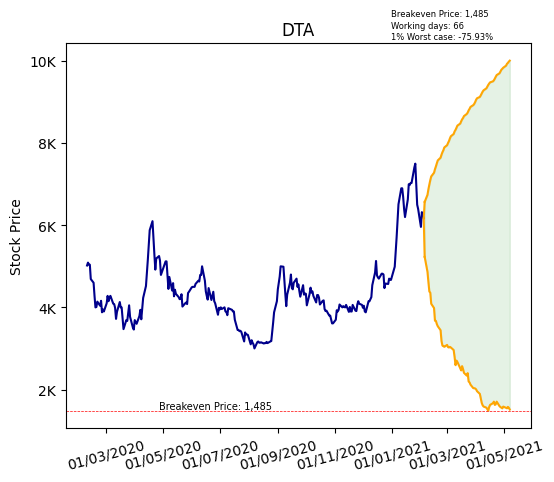 Breakeven Price: 1,485
Working days: 66
1% Worst case: -75.93%
DTA
Stock Price
10K
8K
6K
4K
2K
Breakeven Price: 1,485
01/03/2020
01/05/2020
01/07/2020
01/09/2020
01/11/2020
01/01/2021
01/03/2021
01/05/2021